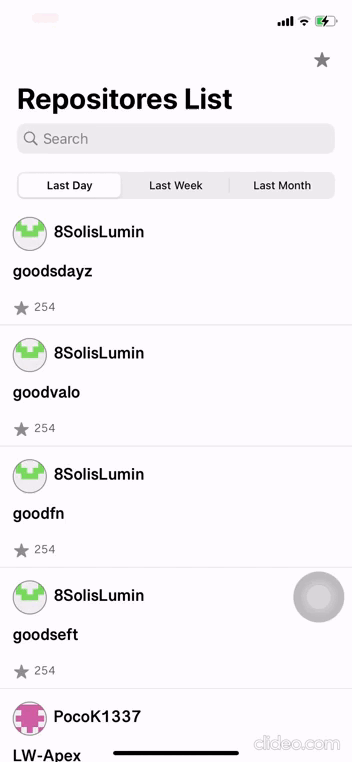 Repositores List
Search
Last Day
Last Week
Last Month
8SolisLumin
goodsdayz
254
8SolisLumin
goodvalo
254
8SolisLumin
goodfn
254
8SolisLumin
goodseft
254
PocoK1337
LW-Apex
clideo.com